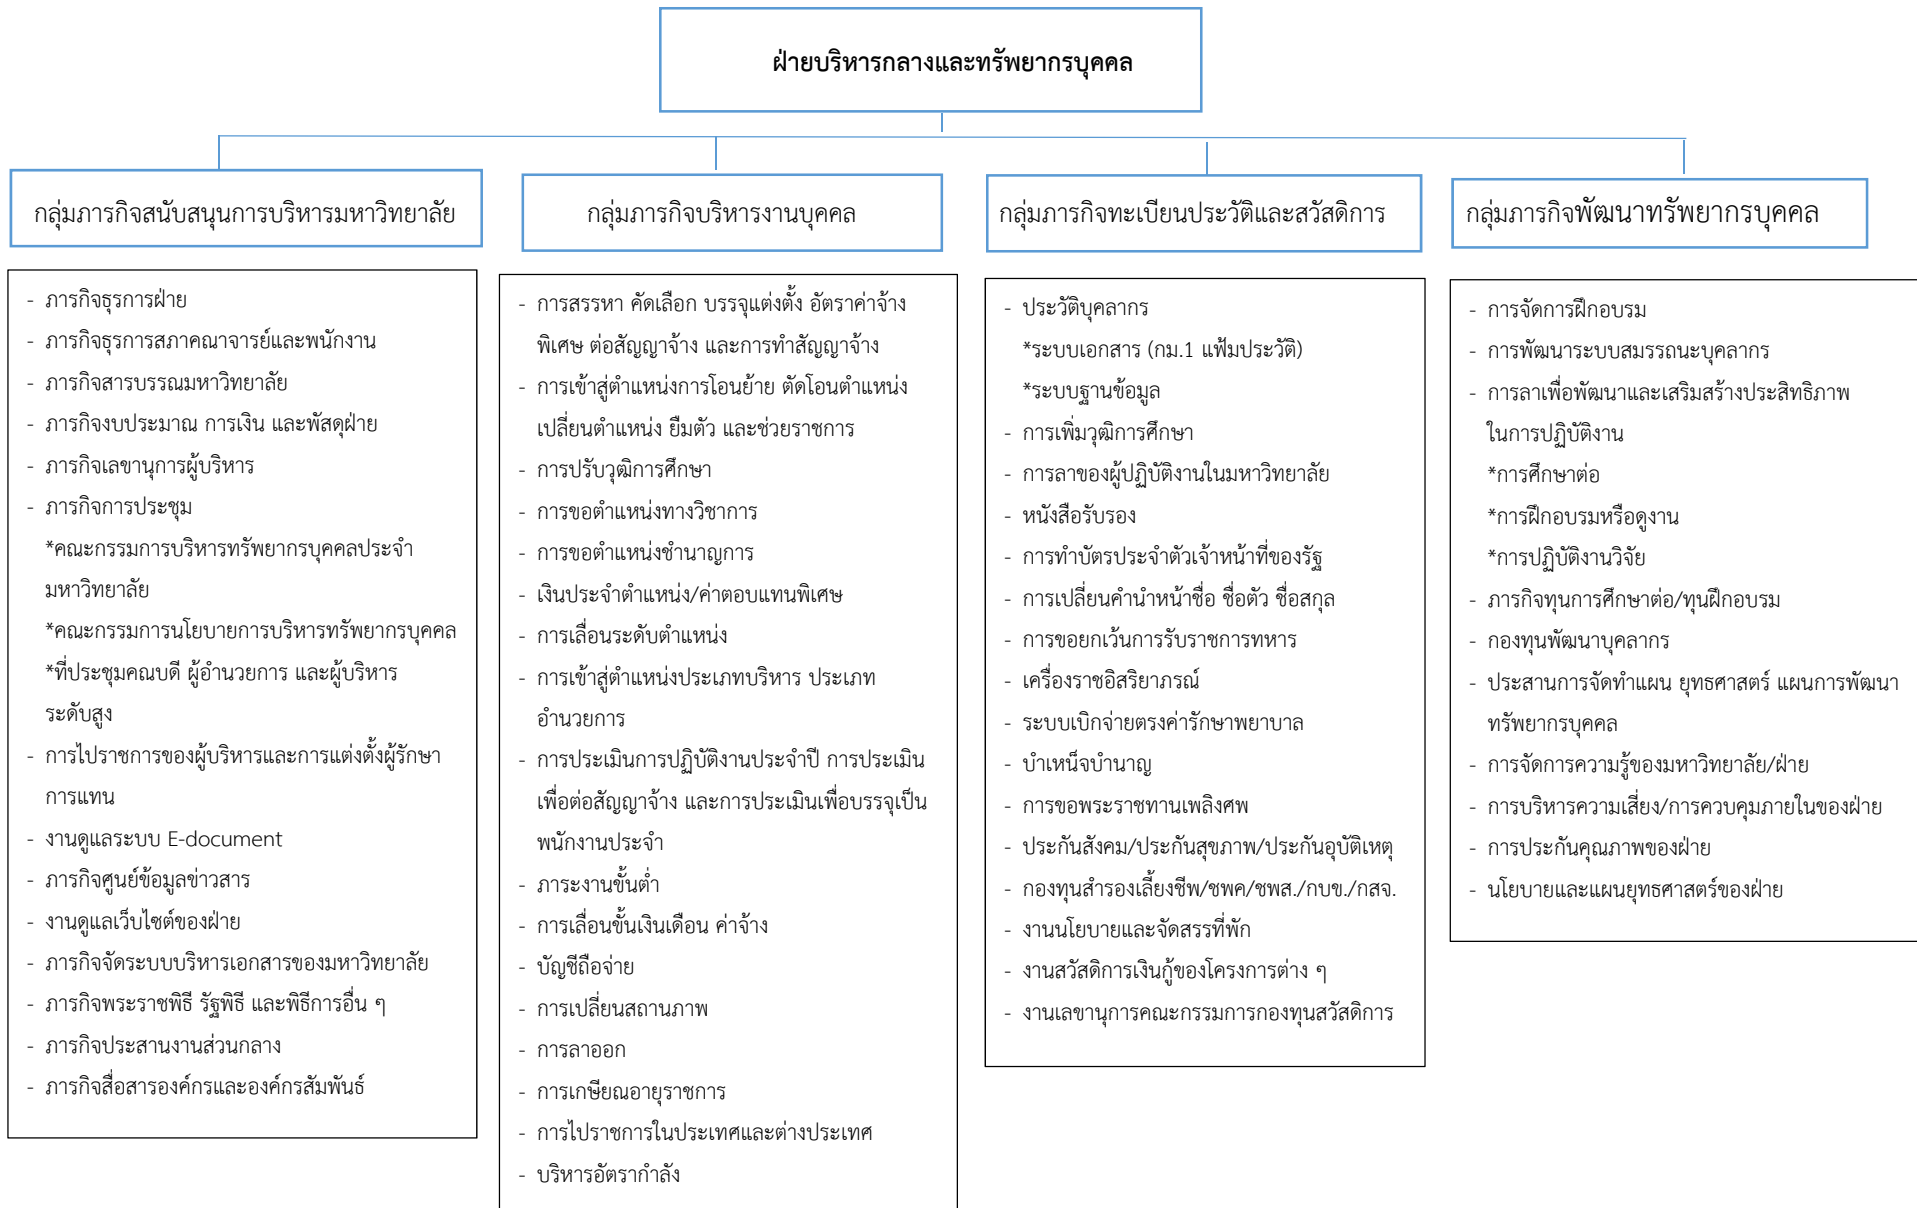 ฝ่ายบริหารกลางและทรัพยากรบุคคล
กลุ่มภารกิจสนับสนุนการบริหารมหาวิทยาลัย
- ภารกิจธุรการฝ่าย
- ภารกิจธุรการสภาคณาจารย์และพนักงาน
- ภารกิจสารบรรณมหาวิทยาลัย
- ภารกิจงบประมาณ การเงิน และพัสดุฝ่าย
- ภารกิจเลขานุการผู้บริหาร
- ภารกิจการประชุม
*คณะกรรมการบริหารทรัพยากรบุคคลประจำ
มหาวิทยาลัย
*คณะกรรมการนโยบายการบริหารทรัพยากรบุคคล
*ที่ประชุมคณบดี ผู้อำนวยการ และผู้บริหาร
ระดับสูง
- การไปราชการของผู้บริหารและการแต่งตั้งผู้รักษา
การแทน
- งานดูแลระบบ E-document
- ภารกิจศูนย์ข้อมูลข่าวสาร
- งานดูแลเว็บไซต์ของฝ่าย
- ภารกิจจัดระบบบริหารเอกสารของมหาวิทยาลัย
- ภารกิจพระราชพิธี รัฐพิธี และพิธีการอื่น ๆ
- ภารกิจประสานงานส่วนกลาง
- ภารกิจสื่อสารองค์กรและองค์กรสัมพันธ์
กลุ่มภารกิจบริหารงานบุคคล
- การสรรหา คัดเลือก บรรจุแต่งตั้ง อัตราค่าจ้าง
พิเศษ ต่อสัญญาจ้าง และการทำสัญญาจ้าง
- การเข้าสู่ตำแหน่งการโอนย้าย ตัดโอนตำแหน่ง
เปลี่ยนตำแหน่ง ยืมตัว และช่วยราชการ
- การปรับวุฒิการศึกษา
- การขอตำแหน่งทางวิชาการ
- การขอตำแหน่งชำนาญการ
- เงินประจำตำแหน่ง/ค่าตอบแทนพิเศษ
- การเลื่อนระดับตำแหน่ง
- การเข้าสู่ตำแหน่งประเภทบริหาร ประเภท
อำนวยการ
- การประเมินการปฏิบัติงานประจำปี การประเมิน
เพื่อต่อสัญญาจ้าง และการประเมินเพื่อบรรจุเป็น
พนักงานประจำ
- ภาระงานขั้นต่ำ
- การเลื่อนขั้นเงินเดือน ค่าจ้าง
- บัญชีถือจ่าย
- การเปลี่ยนสถานภาพ
- การลาออก
- การเกษียณอายุราชการ
- การไปราชการในประเทศและต่างประเทศ
- บริหารอัตรากำลัง
กลุ่มภารกิจทะเบียนประวัติและสวัสดิการ
- ประวัติบุคลากร
*ระบบเอกสาร (กม.1 แฟ้มประวัติ)
*ระบบฐานข้อมูล
- การเพิ่มวุฒิการศึกษา
- การลาของผู้ปฏิบัติงานในมหาวิทยาลัย
- หนังสือรับรอง
- การทำบัตรประจำตัวเจ้าหน้าที่ของรัฐ
- การเปลี่ยนคำนำหน้าชื่อ ชื่อตัว ชื่อสกุล
- การขอยกเว้นการรับราชการทหาร
- เครื่องราชอิสริยาภรณ์
- ระบบเบิกจ่ายตรงค่ารักษาพยาบาล
- บำเหน็จบำนาญ
- การขอพระราชทานเพลิงศพ
- ประกันสังคม/ประกันสุขภาพ/ประกันอุบัติเหตุ
- กองทุนสำรองเลี้ยงชีพ/ชพค/ชพส./กบข./กสจ.
- งานนโยบายและจัดสรรที่พัก
- งานสวัสดิการเงินกู้ของโครงการต่าง ๆ
- งานเลขานุการคณะกรรมการกองทุนสวัสดิการ
กลุ่มภารกิจพัฒนาทรัพยากรบุคคล
- การจัดการฝึกอบรม
- การพัฒนาระบบสมรรถนะบุคลากร
- การลาเพื่อพัฒนาและเสริมสร้างประสิทธิภาพ
ในการปฏิบัติงาน
*การศึกษาต่อ
*การฝึกอบรมหรือดูงาน
*การปฏิบัติงานวิจัย
- ภารกิจทุนการศึกษาต่อ/ทุนฝึกอบรม
- กองทุนพัฒนาบุคลากร
- ประสานการจัดทำแผน ยุทธศาสตร์ แผนการพัฒนา
ทรัพยากรบุคคล
- การจัดการความรู้ของมหาวิทยาลัย/ฝ่าย
- การบริหารความเสี่ยง/การควบคุมภายในของฝ่าย
- การประกันคุณภาพของฝ่าย
- นโยบายและแผนยุทธศาสตร์ของฝ่าย